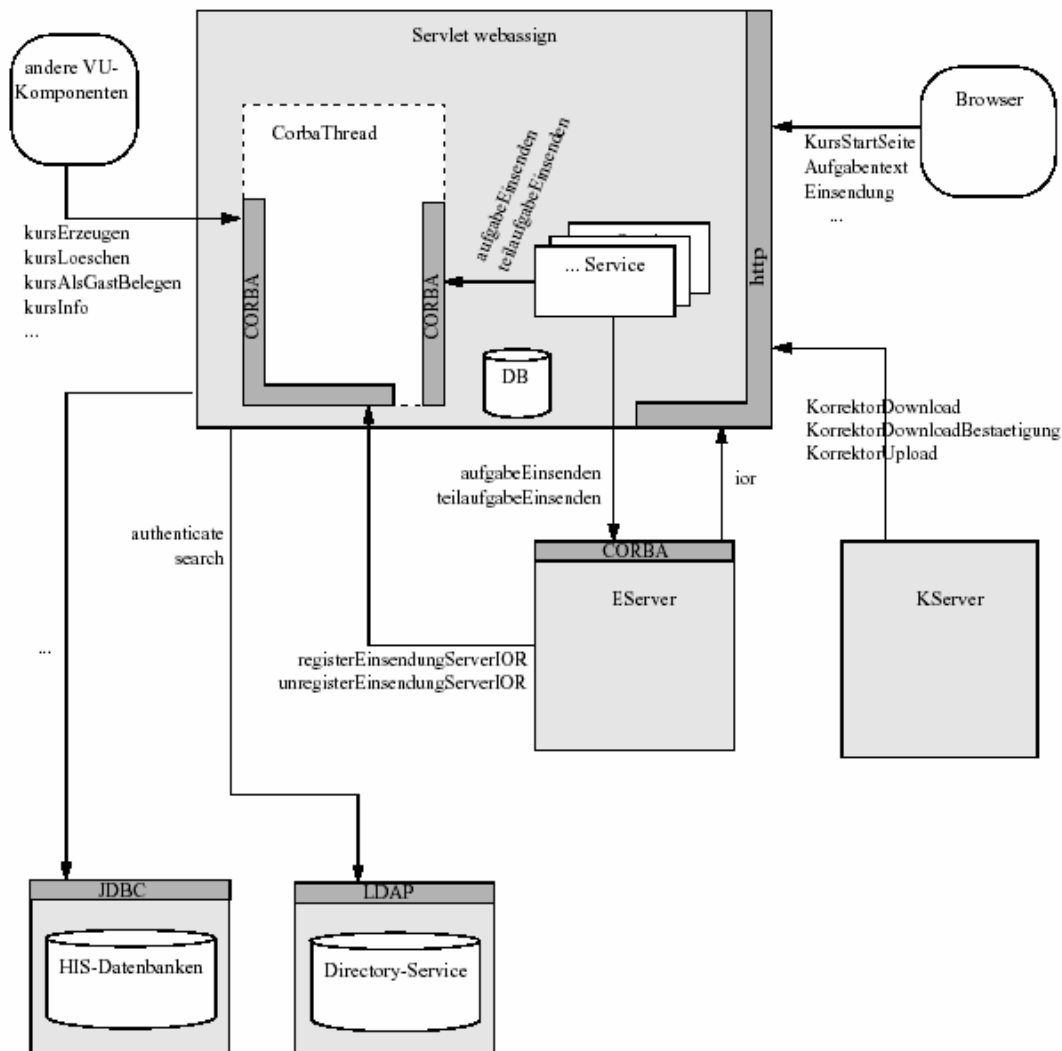 Servlet webassign
andere VU-
Komponenten
Browser
CorbaThread
KursStartSeite
Aufgabentext
Einsendung
...
aufgabeEinsenden
teilaufgabeEinsenden
kursErzeugen
kursLoeschen
kursAlsGastBelegen
kursInfo
...
CORBA
CORBA
... Service
http
DB
KorrektorDownload
KorrektorDownloadBestaetigung
KorrektorUpload
aufgabeEinsenden
teilaufgabeEinsenden
ior
authenticate
search
CORBA
EServer
KServer
...
registerEinsendungServerIOR
unregisterEinsendungServerIOR
JDBC
LDAP
HIS-Datenbanken
Directory-Service